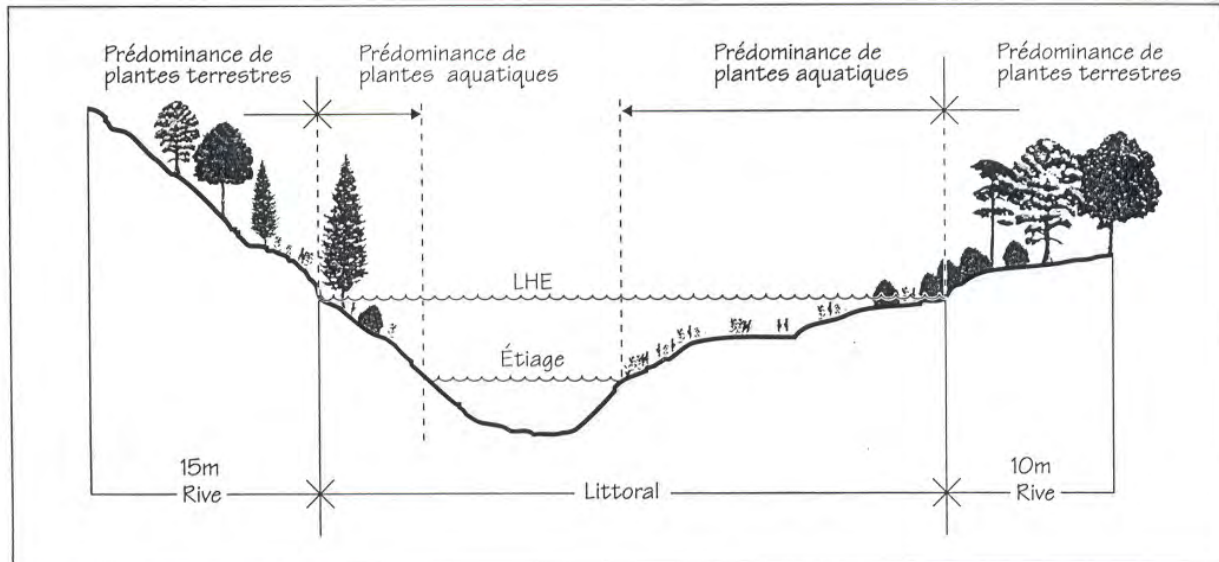 Prédominance de
plantes terrestres
Prédominance de
plantes aquatiques
Prédominance de
plantes aquatiques
Prédominance de
plantes terrestres
LHE
Étiage
15m
Rive
Littoral
10m
Rive